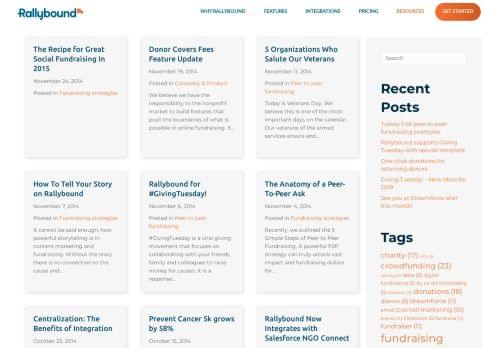 Rallybound
WHY RALLYBOUND
FEATURES
INTEGRATIONS
PRICING
RESOURCES
GET STARTED
The Recipe for Great
Social Fundraising In
2015
November 24, 2014
Posted in Fundraising strategies
Donor Covers Fees
Feature Update
November 19, 2014
Posted in Company & Product
We believe we have the
responsibility to the nonprofit
market to build features that
push the boundaries of what is
possible in online fundraising. It...
5 Organizations Who
Salute Our Veterans
November 11, 2014
Posted in Peer to peer
fundraising
Today is Veterans Day. We
believe this is one of the most
important days on the calendar.
Our veterans of the armed
services ensure and...
How To Tell Your Story
on Rallybound
November 7, 2014
Posted in Fundraising strategies
It cannot be said enough, how
powerful storytelling is in
content marketing and
fundraising. Without the story
there is no connection to the
cause and...
Rallybound for
#GivingTuesday!
November 6, 2014
Posted in Peer to peer
fundraising
#GivingTuesday is a viral giving
movement that focuses on
collaborating with your friends,
family and colleagues to raise
money for causes. It is a
response...
The Anatomy of a Peer-
To-Peer Ask
November 4, 2014
Posted in Fundraising strategies
Recently, we outlined the 5
Simple Steps of Peer to Peer
Fundraising. A powerful P2P
strategy can truly unlock vast
impact and fundraising dollars
for...
Centralization: The
Benefits of Integration
October 23, 2014
Prevent Cancer 5k grows
by 58%
October 15, 2014
Rallybound Now
Integrates with
Salesforce NGO Connect
Search
Recent
Posts
Turkey Trot peer to peer
fundraising examples
Rallybound supports Giving
Tuesday with special template
One-click donations for
returning donors
Giving Tuesday – New ideas for
2019
See you at Dreamforce later
this month!
Tags
charity (17)
crowdfunding (23)
cycling data (5) digital
fundraising (5) diy fundraising
donations (18)
donors (8) dreamforce (11)
email (5) email marketing (10)
events (4) Facebook (5)
fundraiser (11)
fundraising